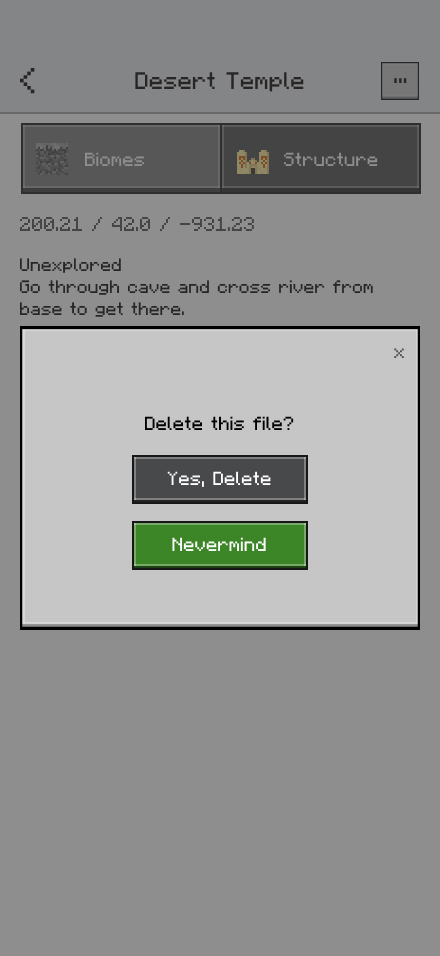 Desert Temple
...
Biomes
Structure
200.21 / 42.0 / -931.23
Unexplored
Go through cave and cross river from
base to get there.
×
Delete this file?
Yes, Delete
Nevermind